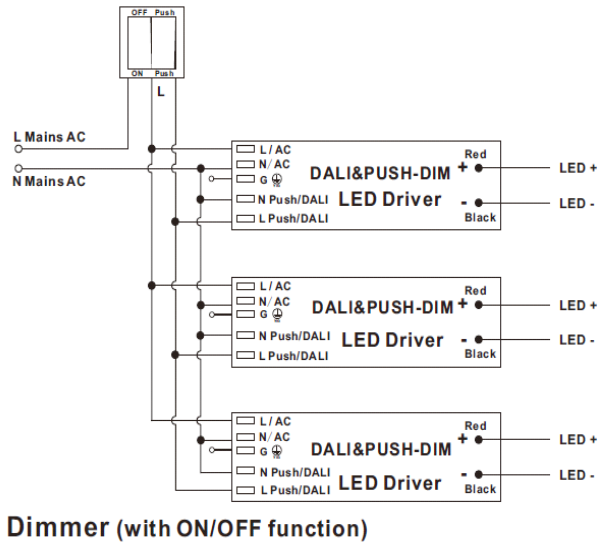 OFF Push
ON Push
L
L Mains AC
N Mains AC
L / AC
N/AC
G
N Push/DALI
L Push/DALI
DALI&PUSH-DIM
LED Driver
Red
+
-
Black
LED +
LED -
L / AC
N/AC
G
N Push/DALI
L Push/DALI
DALI&PUSH-DIM
LED Driver
Red
+
-
Black
LED +
LED -
L / AC
N/AC
G
N Push/DALI
L Push/DALI
DALI&PUSH-DIM
LED Driver
Red
+
-
Black
LED +
LED -
Dimmer (with ON/OFF function)